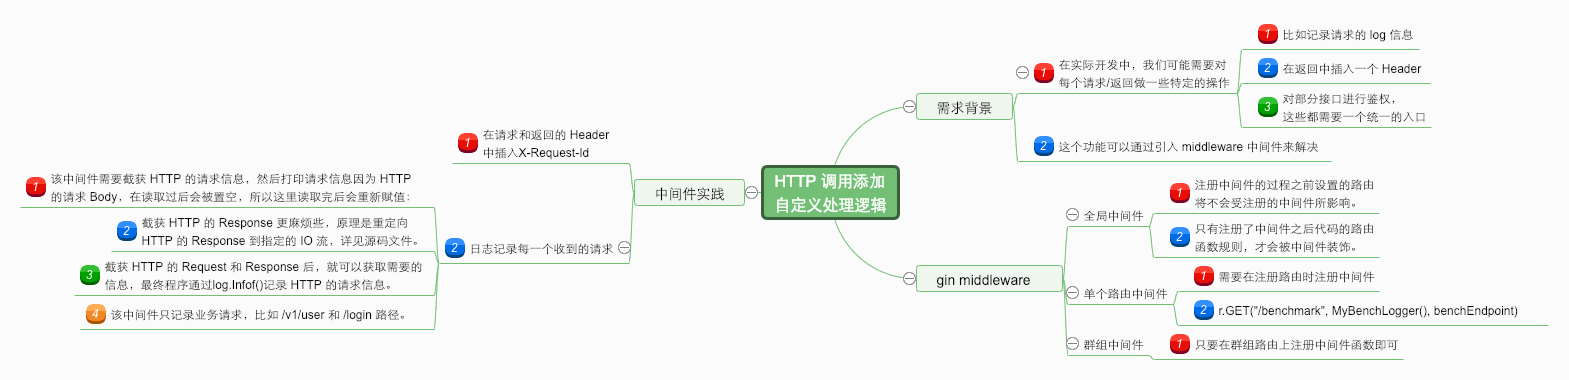 HTTP 调用添加
自定义处理逻辑
需求背景
1
在实际开发中，我们可能需要对
每个请求/返回做一些特定的操作
1
比如记录请求的 log 信息
2
在返回中插入一个 Header
3
对部分接口进行鉴权，
这些都需要一个统一的入口
2
这个功能可以通过引入 middleware 中间件来解决
gin middleware
全局中间件
1
注册中间件的过程之前设置的路由
将不会受注册的中间件所影响。
2
只有注册了中间件之后代码的路由
函数规则，才会被中间件装饰。
单个路由中间件
1
需要在注册路由时注册中间件
2
r.GET("/benchmark", MyBenchLogger(), benchEndpoint)
群组中间件
1
只要在群组路由上注册中间件函数即可
中间件实践
1
在请求和返回的 Header
中插入X-Request-Id
2
日志记录每一个收到的请求
1
该中间件需要截获 HTTP 的请求信息，然后打印请求信息因为 HTTP
的请求 Body，在读取过后会被置空，所以这里读取完后会重新赋值：
2
截获 HTTP 的 Response 更麻烦些，原理是重定向
HTTP 的 Response 到指定的 IO 流，详见源码文件。
3
截获 HTTP 的 Request 和 Response 后，就可以获取需要的
信息，最终程序通过log.Infof()记录 HTTP 的请求信息。
4
该中间件只记录业务请求，比如 /v1/user 和 /login 路径。